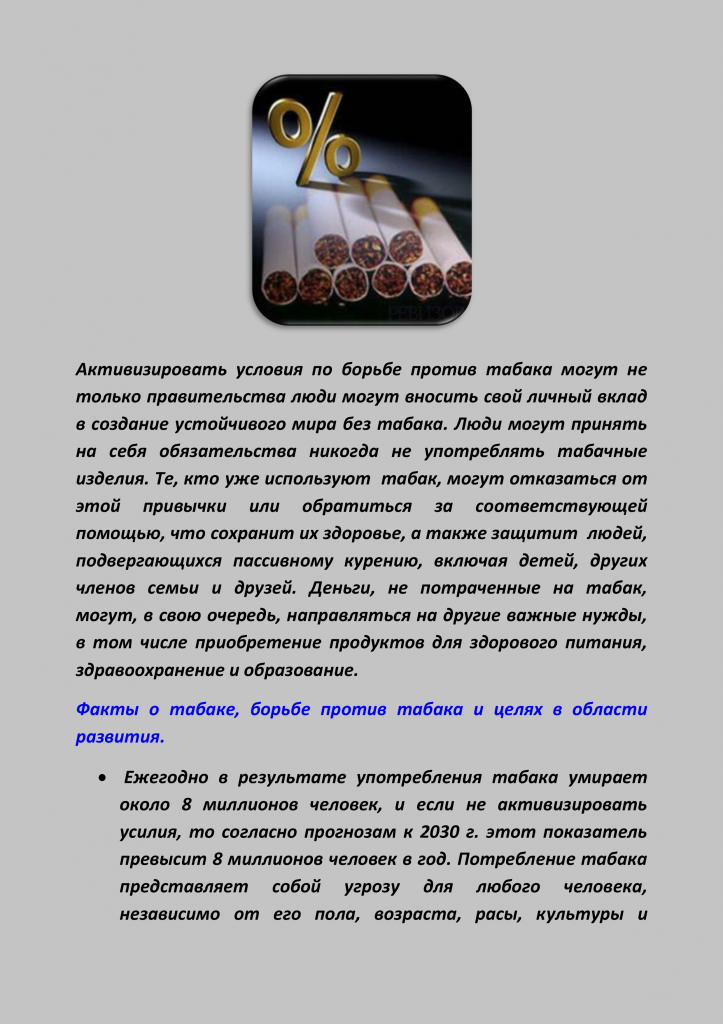 %
РЕВИЗОР
Активизировать условия по борьбе против табака могут не
только правительства люди могут вносить свой личный вклад
в создание устойчивого мира без табака. Люди могут принять
на себя обязательства никогда не употреблять табачные
изделия. Те, кто уже используют табак, могут отказаться от
этой привычки или обратиться за соответствующей
помощью, что сохранит их здоровье, а также защитит людей,
подвергающихся пассивному курению, включая детей, других
членов семьи и друзей. Деньги, не потраченные на табак,
могут, в свою очередь, направляться на другие важные нужды,
в том числе приобретение продуктов для здорового питания,
здравоохранение и образование.
Факты о табаке, борьбе против табака и целях в области
развития.
• Ежегодно в результате употребления табака умирает
около 8 миллионов человек, и если не активизировать
усилия, то согласно прогнозам к 2030 г. этот показатель
превысит 8 миллионов человек в год. Потребление табака
представляет собой угрозу для любого человека,
независимо от его пола, возраста, расы, культуры и